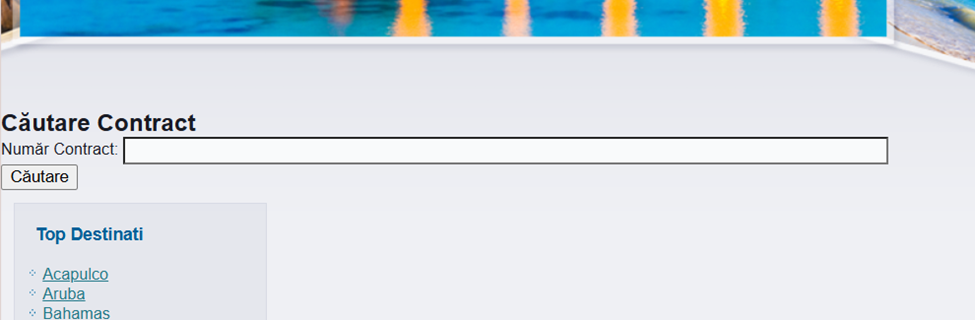 Căutare Contract
Număr Contract:
Căutare
Top Destinati
Acapulco
Aruba
Bahamas